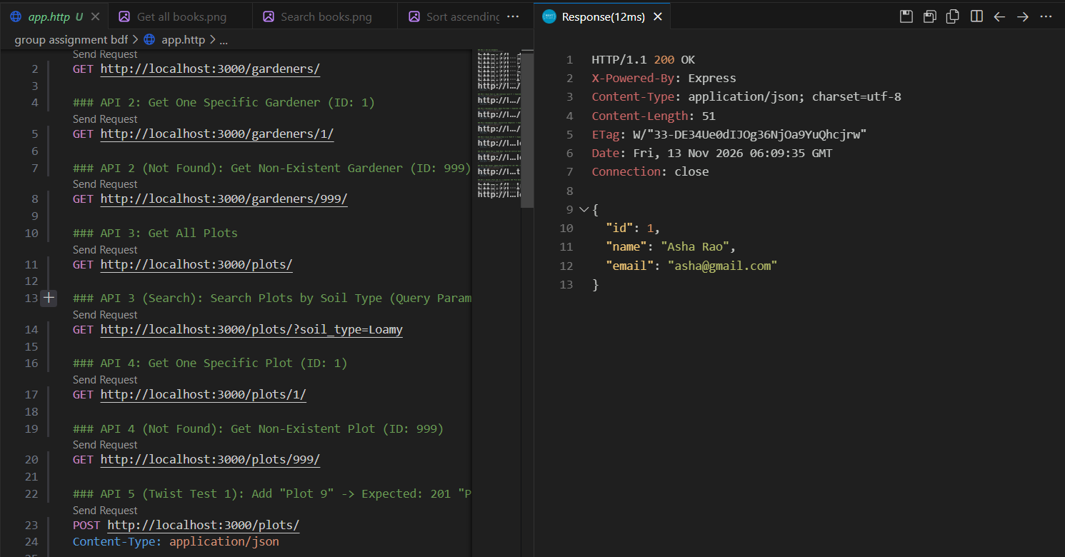 app.http U
Get all books.png
Search books.png
Sort ascending
Response(12ms)
group assignment bdf > app.http > ...
Send Request
2 GET http://localhost:3000/gardeners/
3
4 ### API 2: Get One Specific Gardener (ID: 1)
Send Request
5 GET http://localhost:3000/gardeners/1/
6
7 ### API 2 (Not Found): Get Non-Existent Gardener (ID: 999)
Send Request
8 GET http://localhost:3000/gardeners/999/
9
10 ### API 3: Get All Plots
Send Request
11 GET http://localhost:3000/plots/
12
13 ### API 3 (Search): Search Plots by Soil Type (Query Param
Send Request
14 GET http://localhost:3000/plots/?soil_type=Loamy
15
16 ### API 4: Get One Specific Plot (ID: 1)
Send Request
17 GET http://localhost:3000/plots/1/
18
19 ### API 4 (Not Found): Get Non-Existent Plot (ID: 999)
Send Request
20 GET http://localhost:3000/plots/999/
21
22 ### API 5 (Twist Test 1): Add "Plot 9" -> Expected: 201 "P
Send Request
23 POST http://localhost:3000/plots/
24 Content-Type: application/json
1 HTTP/1.1 200 OK
2 X-Powered-By: Express
3 Content-Type: application/json; charset=utf-8
4 Content-Length: 51
5 ETag: W/"33-DE34Ue0dIJOg36NjOa9YuQhcjrw"
6 Date: Fri, 13 Nov 2026 06:09:35 GMT
7 Connection: close
8
9 {
10 "id": 1,
11 "name": "Asha Rao",
12 "email": "asha@gmail.com"
13 }